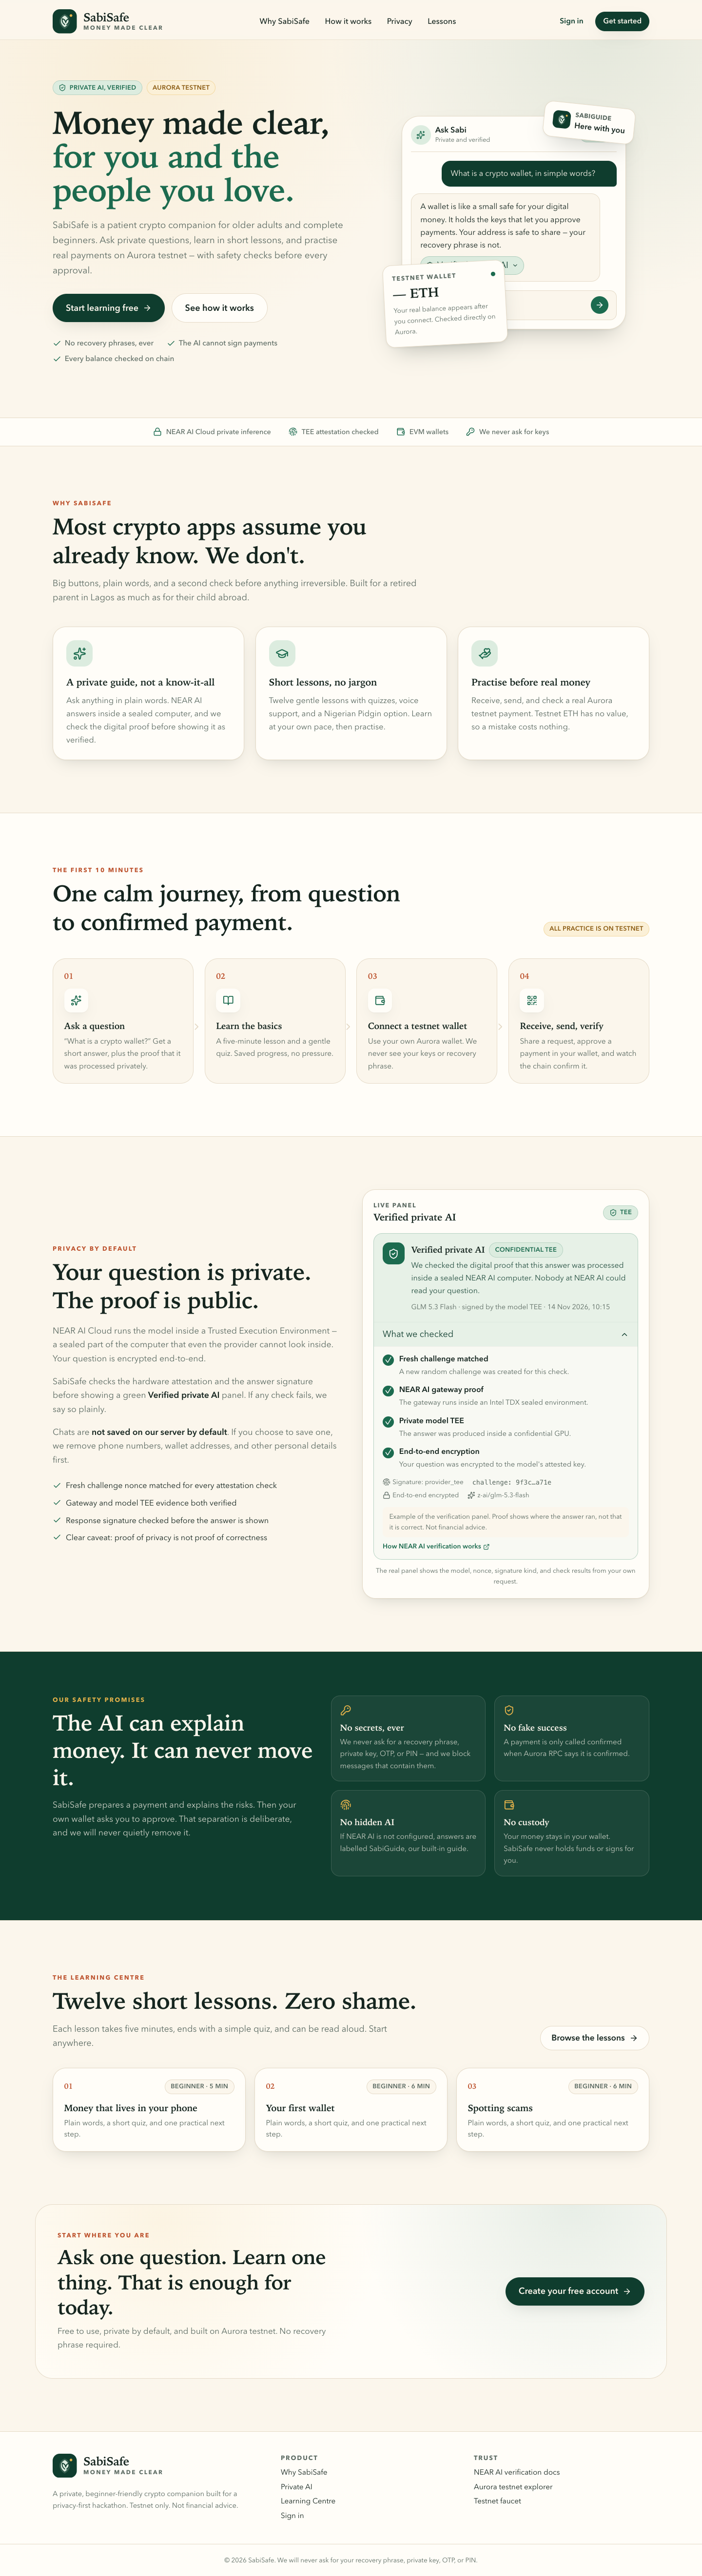 SabiSafe
MONEY MADE CLEAR
Why SabiSafe
How it works
Privacy
Lessons
Sign in
Get started
PRIVATE AI, VERIFIED
AURORA TESTNET
Money made clear,
for you and the
people you love.
SabiSafe is a patient crypto companion for older adults and complete
beginners. Ask private questions, learn in short lessons, and practise
real payments on Aurora testnet — with safety checks before every
approval.
Start learning free
See how it works
No recovery phrases, ever
The AI cannot sign payments
Every balance checked on chain
Ask Sabi
Private and verified
SABIGUIDE
Here with you
What is a crypto wallet, in simple words?
A wallet is like a small safe for your digital
money. It holds the keys that let you approve
payments. Your address is safe to share — your
recovery phrase is not.
AI
TESTNET WALLET
— ETH
Your real balance appears after
you connect. Checked directly on
Aurora.
NEAR AI Cloud private inference
TEE attestation checked
EVM wallets
We never ask for keys
WHY SABISAFE
Most crypto apps assume you
already know. We don't.
Big buttons, plain words, and a second check before anything irreversible. Built for a retired
parent in Lagos as much as for their child abroad.
A private guide, not a know-it-all
Ask anything in plain words. NEAR AI
answers inside a sealed computer, and we
check the digital proof before showing it as
verified.
Short lessons, no jargon
Twelve gentle lessons with quizzes, voice
support, and a Nigerian Pidgin option. Learn
at your own pace, then practise.
Practise before real money
Receive, send, and check a real Aurora
testnet payment. Testnet ETH has no value,
so a mistake costs nothing.
THE FIRST 10 MINUTES
One calm journey, from question
to confirmed payment.
ALL PRACTICE IS ON TESTNET
01
Ask a question
"What is a crypto wallet?" Get a
short answer, plus the proof that it
was processed privately.
02
Learn the basics
A five-minute lesson and a gentle
quiz. Saved progress, no pressure.
03
Connect a testnet wallet
Use your own Aurora wallet. We
never see your keys or recovery
phrase.
04
Receive, send, verify
Share a request, approve a
payment in your wallet, and watch
the chain confirm it.
PRIVACY BY DEFAULT
Your question is private.
The proof is public.
NEAR AI Cloud runs the model inside a Trusted Execution Environment —
a sealed part of the computer that even the provider cannot look into.
Your question is encrypted end-to-end.
SabiSafe checks the hardware attestation and the answer signature
before showing a green Verified private AI panel. If any check fails, we
say so plainly.
Chats are not saved on our server by default. If you choose to save one,
we remove phone numbers, wallet addresses, and other personal details
first.
Fresh challenge nonce matched for every attestation check
Gateway and model TEE evidence both verified
Response signature checked before the answer is shown
Clear caveat: proof of privacy is not proof of correctness
LIVE PANEL
Verified private AI
TEE
Verified private AI
CONFIDENTIAL TEE
We checked the digital proof that this answer was processed
inside a sealed NEAR AI computer. Nobody at NEAR AI could
read your question.
GLM 5.3 Flash · signed by the model TEE · 14 Nov 2026, 10:15
What we checked
Fresh challenge matched
A new random challenge was created for this check.
NEAR AI gateway proof
The gateway runs inside an Intel TDX sealed environment.
Private model TEE
The answer was produced inside a confidential GPU.
End-to-end encryption
Your question was encrypted to the model's attested key.
Signature: provider_tee
challenge: 9f3c…a71e
End-to-end encrypted
z-ai/glm-5.3-flash
Example of the verification panel. Proof shows where the answer ran, not that
it is correct. Not financial advice.
How NEAR AI verification works
The real panel shows the model, nonce, signature kind, and check results from your own
request.
OUR SAFETY PROMISES
The AI can explain
money. It can never move
it.
SabiSafe prepares a payment and explains the risks. Then your
own wallet asks you to approve. That separation is deliberate,
and we will never quietly remove it.
No secrets, ever
We never ask for a recovery phrase,
private key, OTP, or PIN — and we block
messages that contain them.
No fake success
A payment is only called confirmed
when Aurora RPC says it is confirmed.
No hidden AI
If NEAR AI is not configured, answers are
labelled SabiGuide, our built-in guide.
No custody
Your money stays in your wallet.
SabiSafe never holds funds or signs for
you.
THE LEARNING CENTRE
Twelve short lessons. Zero shame.
Each lesson takes five minutes, ends with a simple quiz, and can be read aloud. Start
anywhere.
Browse the lessons
01
BEGINNER · 5 MIN
Money that lives in your phone
Plain words, a short quiz, and one practical next
step.
02
BEGINNER · 6 MIN
Your first wallet
Plain words, a short quiz, and one practical next
step.
03
BEGINNER · 6 MIN
Spotting scams
Plain words, a short quiz, and one practical next
step.
START WHERE YOU ARE
Ask one question. Learn one
thing. That is enough for
today.
Free to use, private by default, and built on Aurora testnet. No recovery
phrase required.
Create your free account
SabiSafe
MONEY MADE CLEAR
A private, beginner-friendly crypto companion built for a
privacy-first hackathon. Testnet only. Not financial advice.
PRODUCT
Why SabiSafe
Private AI
Learning Centre
Sign in
TRUST
NEAR AI verification docs
Aurora testnet explorer
Testnet faucet
© 2026 SabiSafe. We will never ask for your recovery phrase, private key, OTP, or PIN.